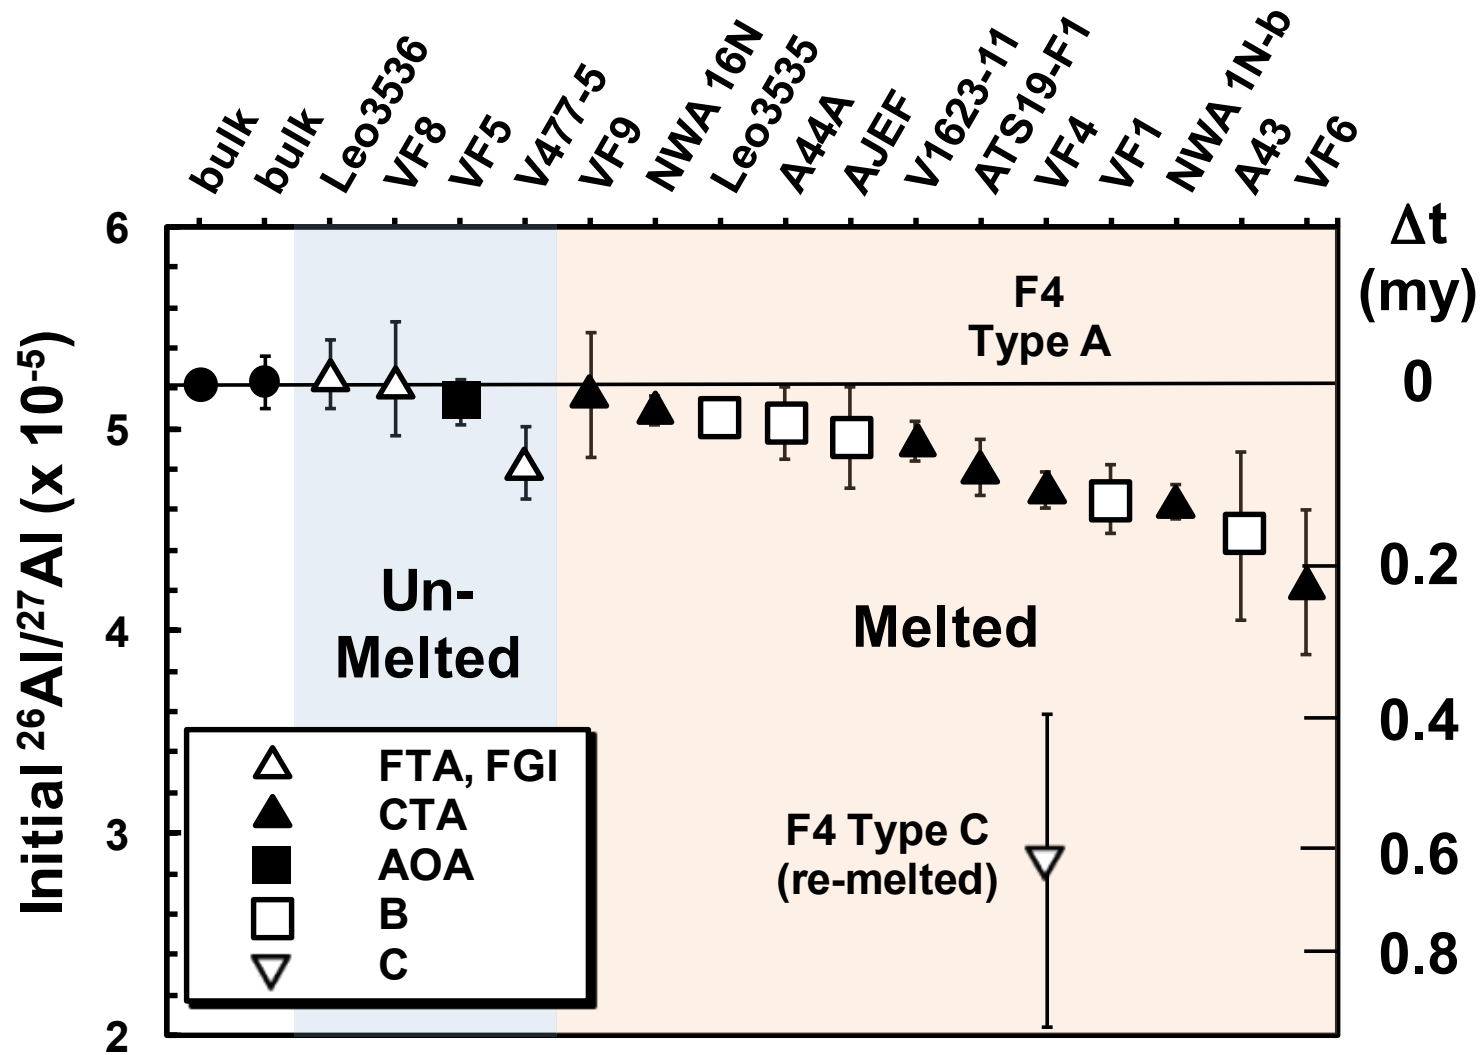 bulk
bulk
Leo3536
VF8
VF5
V477-5
VF9
NWA 16N
Leo3535
A44A
AJEF
V1623-11
ATS19-F1
VF4
VF1
NWA 1N-b
A43
VF6
Initial ²⁶Al/²⁷Al (x 10⁻⁵)
6
5
4
3
2
Δt
(my)
0
0.2
0.4
0.6
0.8
F4
Type A
Un-
Melted
Melted
F4 Type C
(re-melted)
FTA, FGI
CTA
AOA
B
C